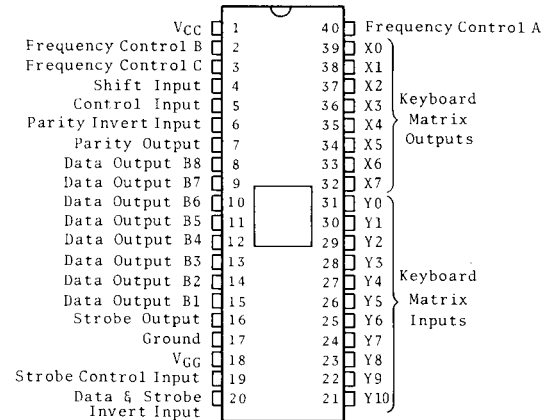 VCC 1 40 Frequency Control A
Frequency Control B 2 39 X0
Frequency Control C 3 38 X1
Shift Input 4 37 X2
Control Input 5 36 X3
Parity Invert Input 6 35 X4
Parity Output 7 34 X5
Data Output B8 8 33 X6
Data Output B7 9 32 X7
Keyboard
Matrix
Outputs
Data Output B6 10 31 Y0
Data Output B5 11 30 Y1
Data Output B4 12 29 Y2
Data Output B3 13 28 Y3
Data Output B2 14 27 Y4
Data Output B1 15 26 Y5
Strobe Output 16 25 Y6
Ground 17 24 Y7
VGG 18 23 Y8
Strobe Control Input 19 22 Y9
Data & Strobe 20 21 Y10
Invert Input
Keyboard
Matrix
Inputs